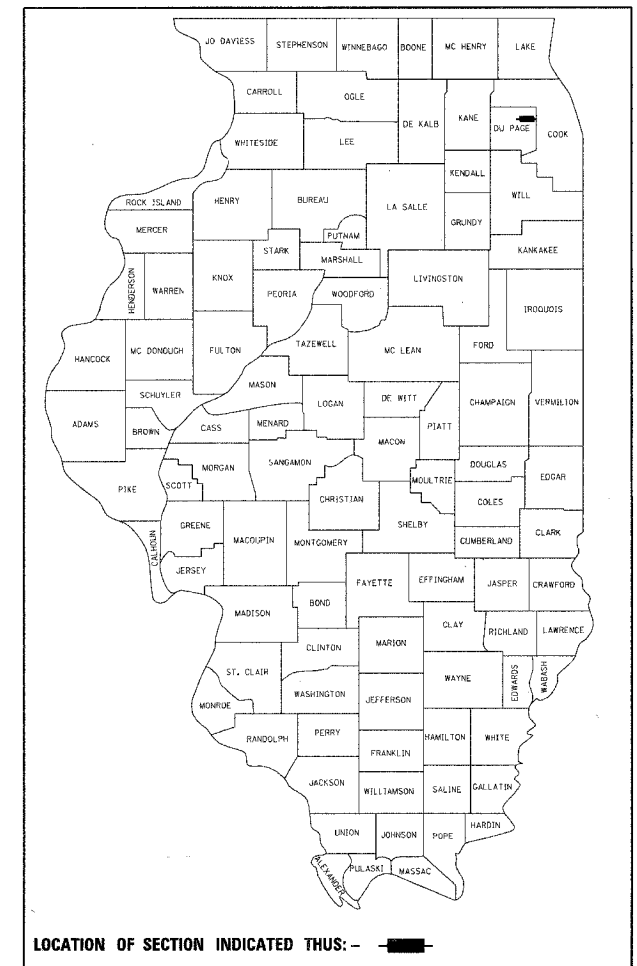 JO DAVIESS
STEPHENSON
WINNEBAGO
BOONE
MC HENRY
LAKE
CARROLL
OGLE
DE KALB
KANE
DU PAGE
COOK
WHITESIDE
LEE
KENDALL
WILL
ROCK ISLAND
HENRY
BUREAU
LA SALLE
GRUNDY
MERCER
PUTNAM
KANKAKEE
STARK
MARSHALL
HENDERSON
WARREN
KNOX
PEORIA
WOODFORD
LIVINGSTON
IROQUOIS
HANCOCK
MC DONOUGH
FULTON
TAZEWELL
MC LEAN
FORD
SCHUYLER
MASON
LOGAN
DE WITT
CHAMPAIGN
VERMILION
ADAMS
BROWN
CASS
MENARD
MACON
PIATT
PIKE
SCOTT
MORGAN
SANGAMON
MOULTRIE
DOUGLAS
EDGAR
CHRISTIAN
COLES
GREENE
CALHOUN
MACOUPIN
MONTGOMERY
SHELBY
CUMBERLAND
CLARK
JERSEY
FAYETTE
EFFINGHAM
JASPER
CRAWFORD
MADISON
BOND
CLAY
RICHLAND
LAWRENCE
CLINTON
MARION
ST. CLAIR
WAYNE
EDWARDS
WABASH
WASHINGTON
JEFFERSON
MONROE
RANDOLPH
PERRY
HAMILTON
WHITE
FRANKLIN
JACKSON
WILLIAMSON
SALINE
GALLATIN
UNION
JOHNSON
POPE
HARDIN
ALEXANDER
PULASKI
MASSAC
LOCATION OF SECTION INDICATED THUS: -